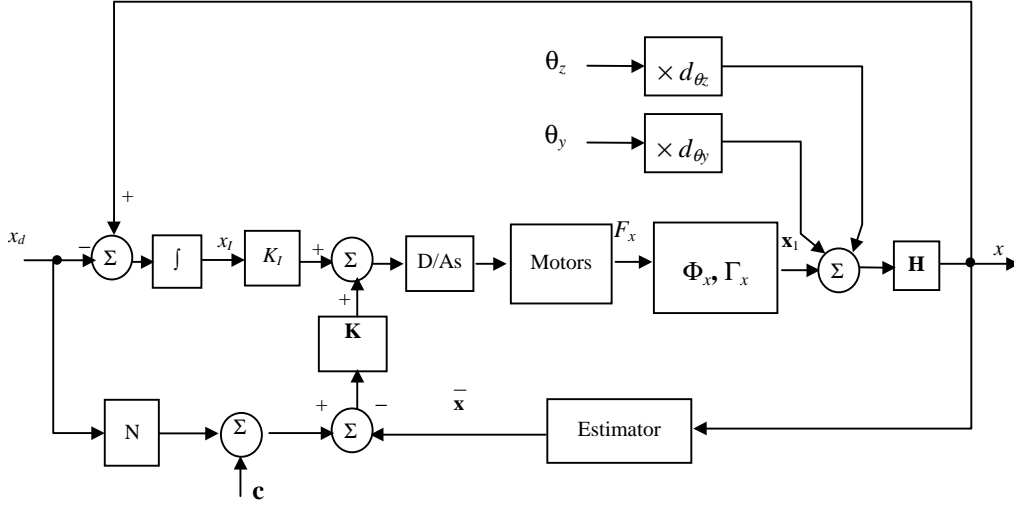 θz × dθz
θy × dθy
+
xd − Σ ∫ xI KI + Σ D/As Motors Fx Φx, Γx x1 Σ H x
+
K
N Σ + Σ − x̄ Estimator
c